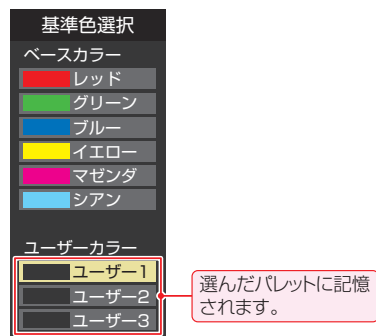 基準色選択
ベースカラー
レッド
グリーン
ブルー
イエロー
マゼンダ
シアン
ユーザーカラー
ユーザー1
ユーザー2
ユーザー3
選んだパレットに記憶
されます。